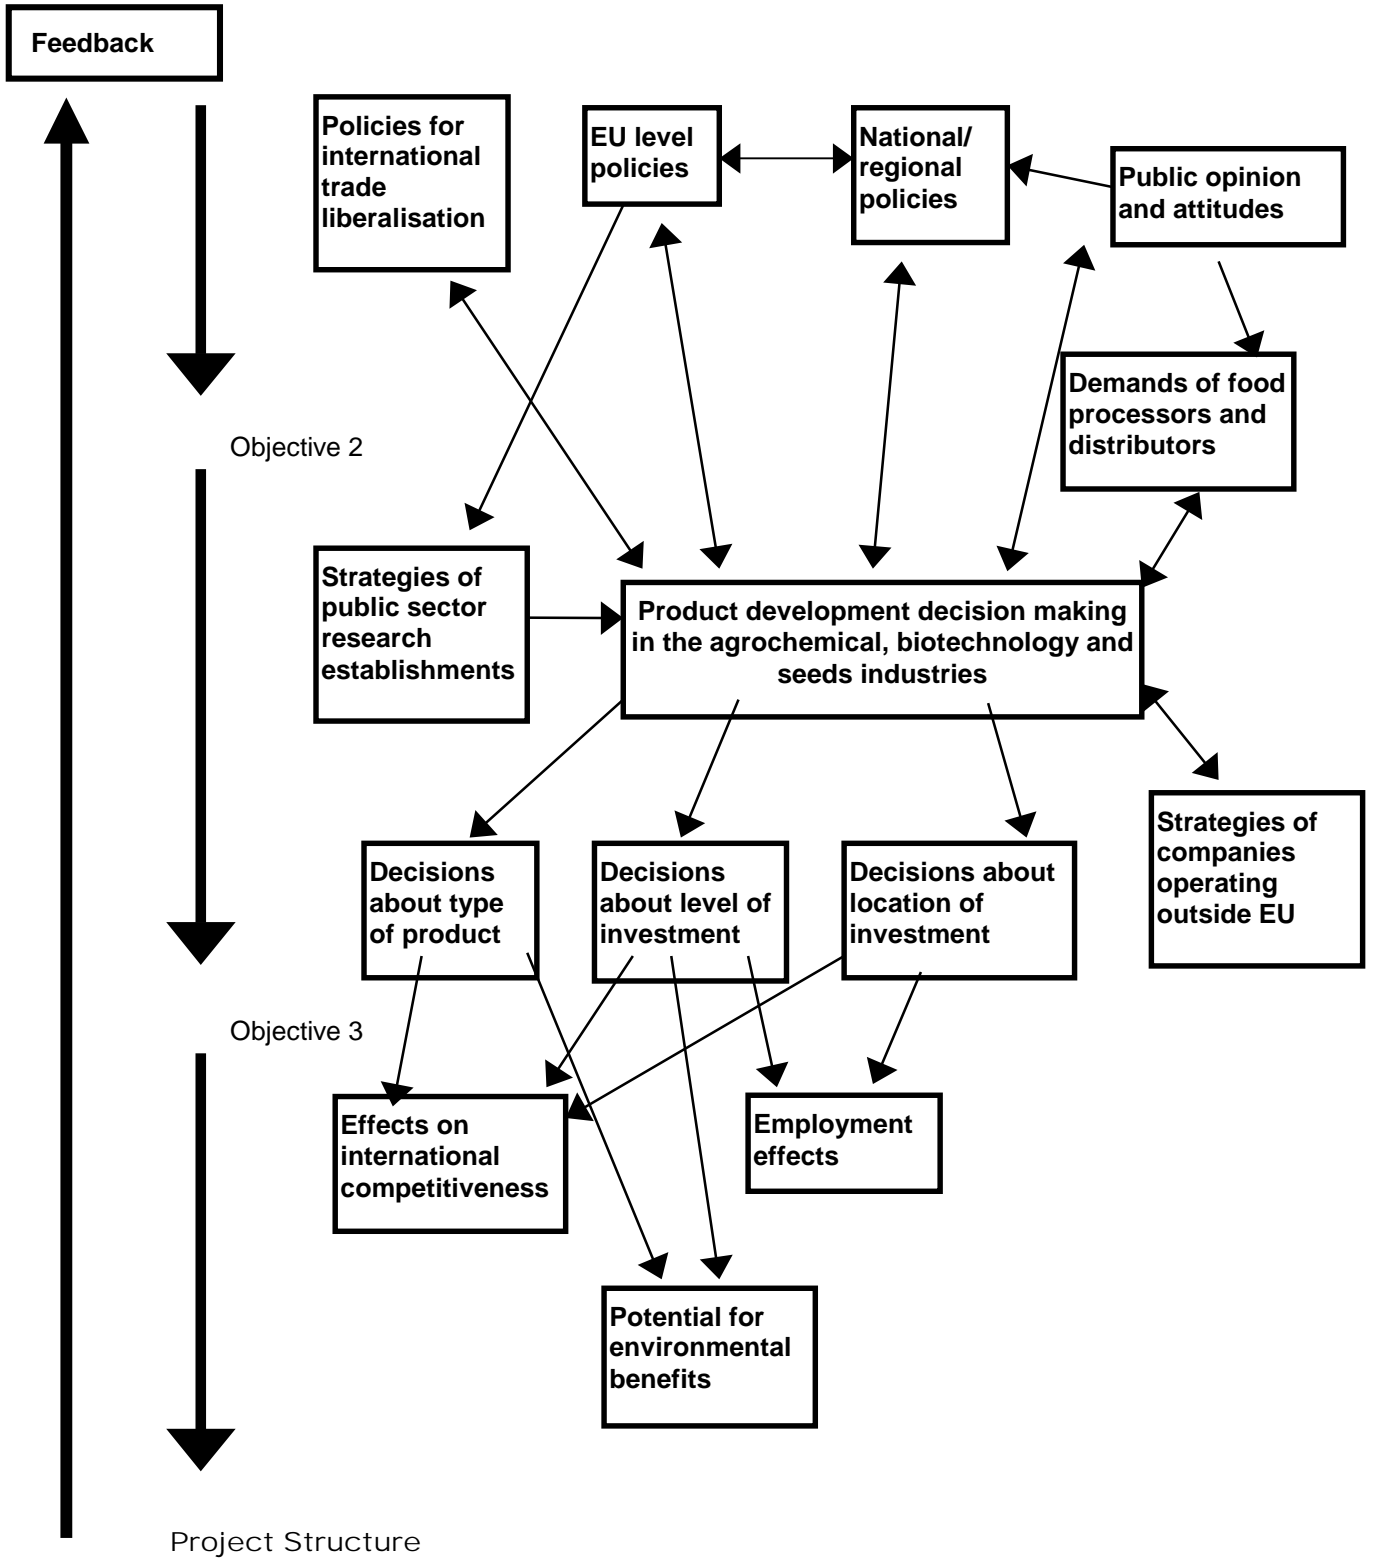 Feedback
Policies for
international
trade
liberalisation
EU level
policies
National/
regional
policies
Public opinion
and attitudes
Demands of food
processors and
distributors
Objective 2
Strategies of
public sector
research
establishments
Product development decision making
in the agrochemical, biotechnology and
seeds industries
Strategies of
companies
operating
outside EU
Decisions
about type
of product
Decisions
about level of
investment
Decisions about
location of
investment
Objective 3
Effects on
international
competitiveness
Employment
effects
Potential for
environmental
benefits
Project Structure